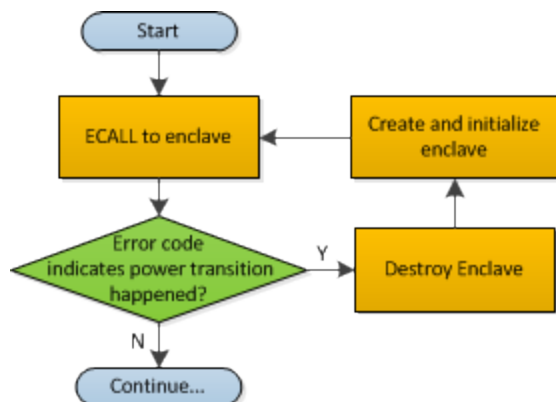 Start
ECALL to enclave
Create and initialize
enclave
Error code
indicates power transition
happened?
Y
Destroy Enclave
N
Continue...